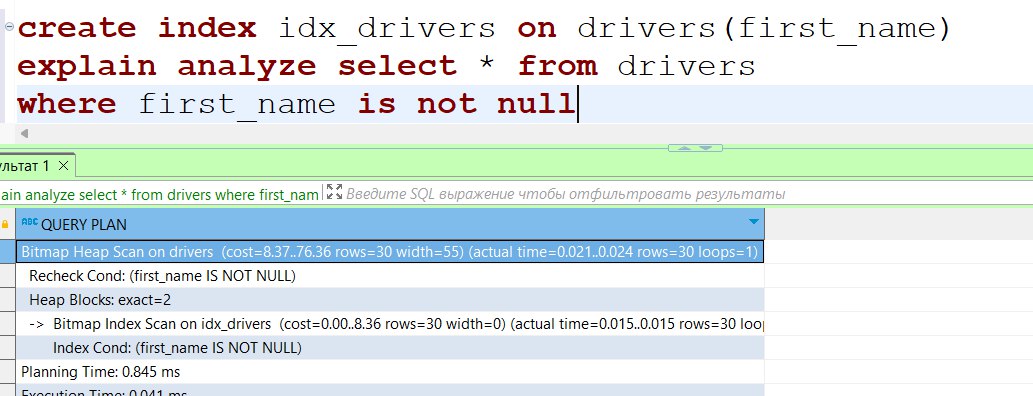 create index idx_drivers on drivers(first_name)
explain analyze select * from drivers
where first_name is not null
ультат 1
ain analyze select * from drivers where first_nam Введите SQL выражение чтобы отфильтровать результаты
ABC QUERY PLAN
Bitmap Heap Scan on drivers (cost=8.37..76.36 rows=30 width=55) (actual time=0.021..0.024 rows=30 loops=1)
Recheck Cond: (first_name IS NOT NULL)
Heap Blocks: exact=2
-> Bitmap Index Scan on idx_drivers (cost=0.00..8.36 rows=30 width=0) (actual time=0.015..0.015 rows=30 loo
Index Cond: (first_name IS NOT NULL)
Planning Time: 0.845 ms
Execution Time: 0.041 ms